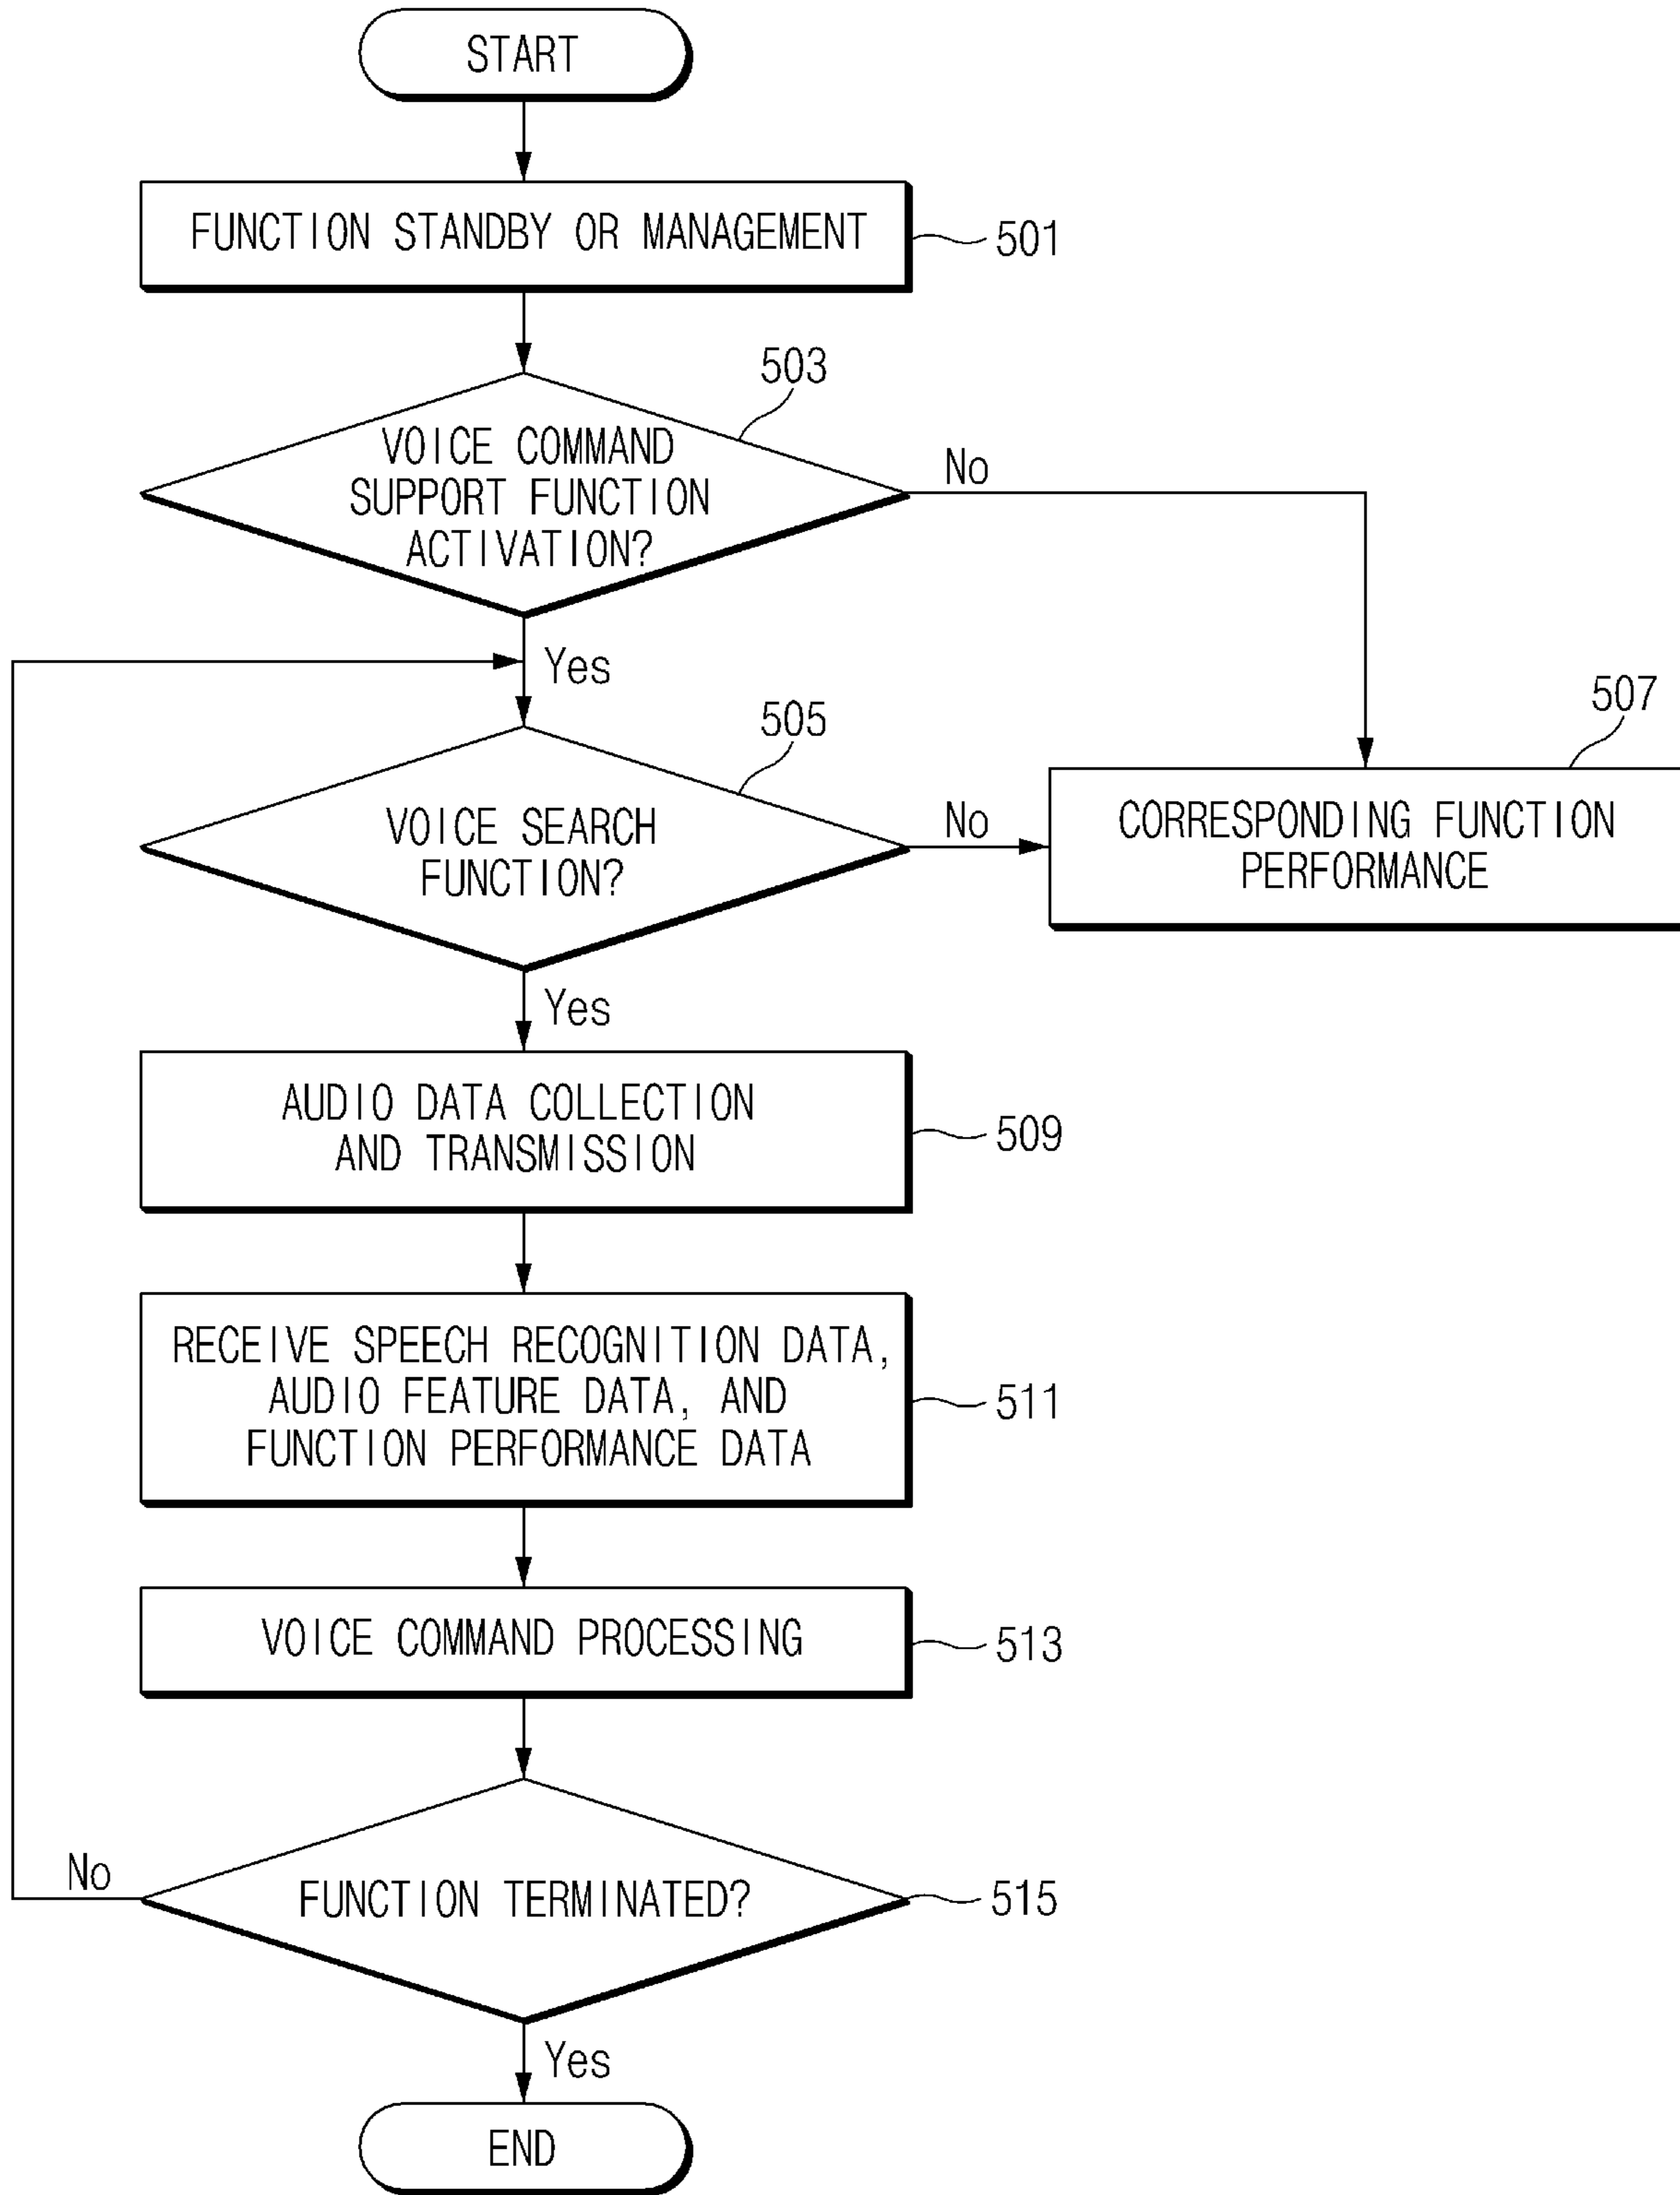 START
FUNCTION STANDBY OR MANAGEMENT
501
503
VOICE COMMAND
SUPPORT FUNCTION
ACTIVATION?
No
Yes
505
507
VOICE SEARCH
FUNCTION?
No
CORRESPONDING FUNCTION
PERFORMANCE
Yes
AUDIO DATA COLLECTION
AND TRANSMISSION
509
RECEIVE SPEECH RECOGNITION DATA,
AUDIO FEATURE DATA, AND
FUNCTION PERFORMANCE DATA
511
VOICE COMMAND PROCESSING
513
No
FUNCTION TERMINATED?
515
Yes
END